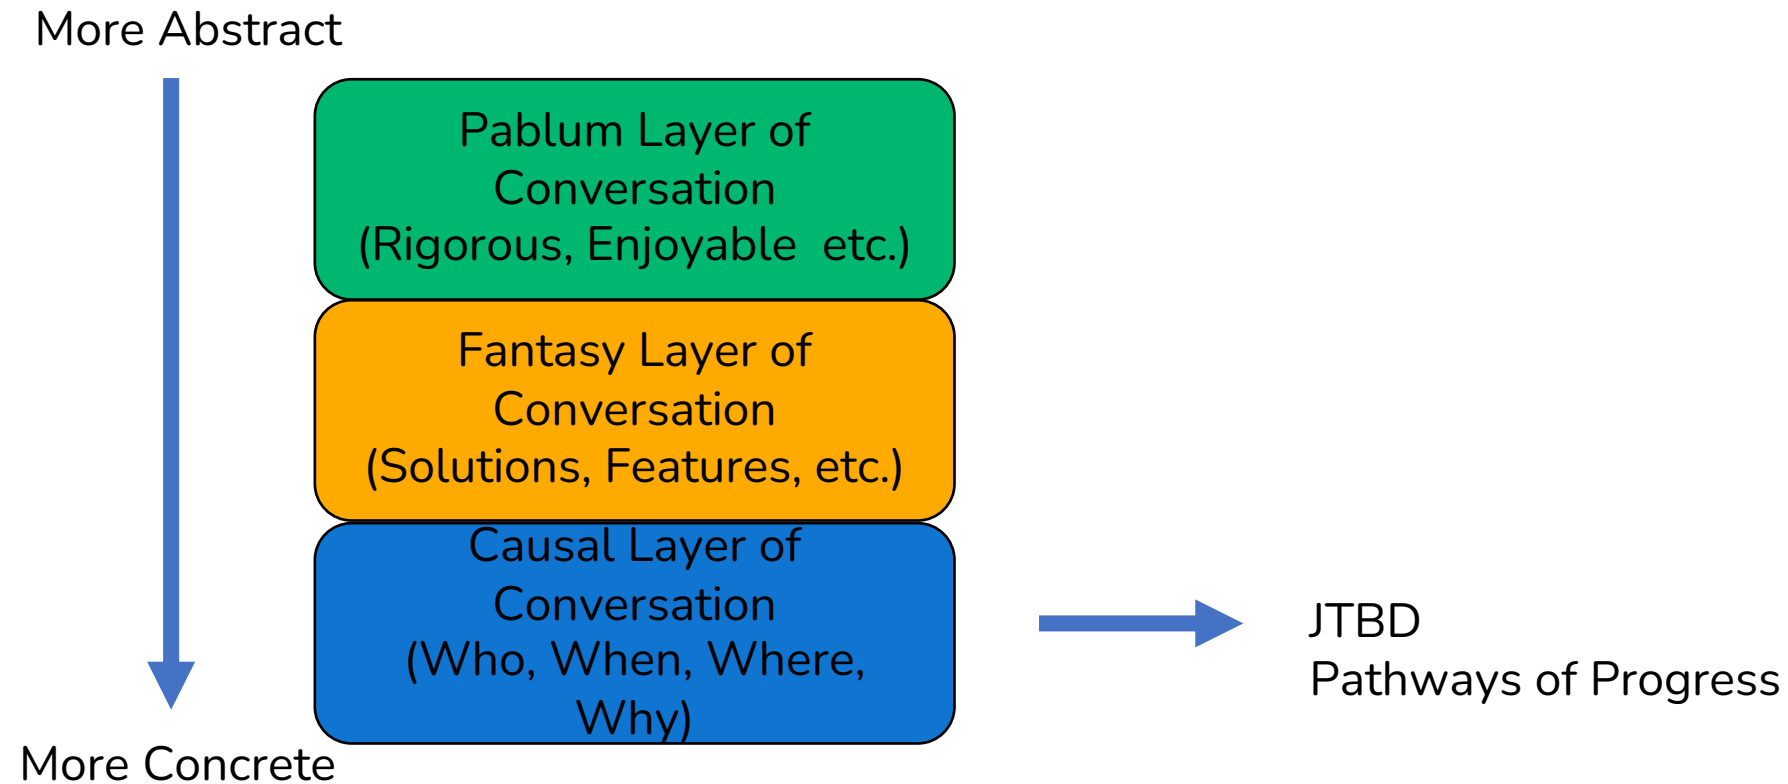 More Abstract
Pablum Layer of
Conversation
(Rigorous, Enjoyable  etc.)
Fantasy Layer of
Conversation
(Solutions, Features, etc.)
Causal Layer of
Conversation
(Who, When, Where,
Why)
JTBD
Pathways of Progress
More Concrete